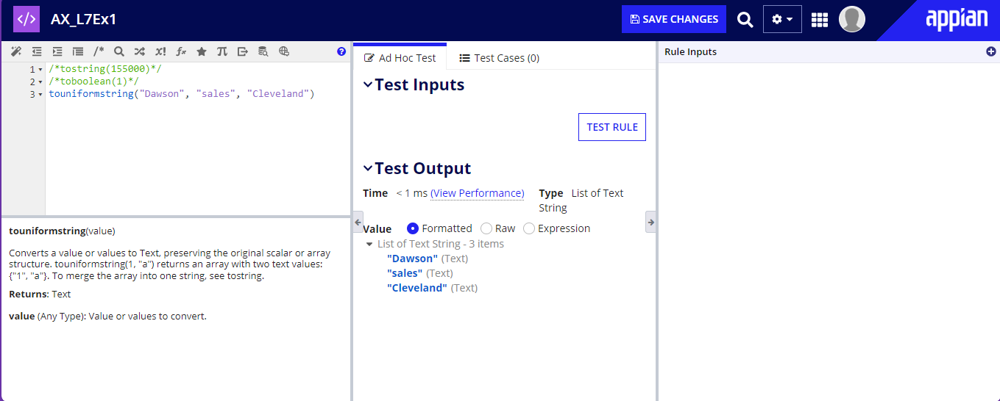 </> AX_L7Ex1
SAVE CHANGES
appian
/*
x!
1 /*tostring(155000)*/
2 /*toboolean(1)*/
3 touniformstring("Dawson", "sales", "Cleveland")
touniformstring(value)
Converts a value or values to Text, preserving the original scalar or array
structure. touniformstring(1, "a") returns an array with two text values:
{"1", "a"}. To merge the array into one string, see tostring.
Returns: Text
value (Any Type): Value or values to convert.
Ad Hoc Test
Test Cases (0)
Test Inputs
TEST RULE
Test Output
Time < 1 ms (View Performance) Type List of Text
String
Value Formatted Raw Expression
List of Text String - 3 items
"Dawson" (Text)
"sales" (Text)
"Cleveland" (Text)
Rule Inputs